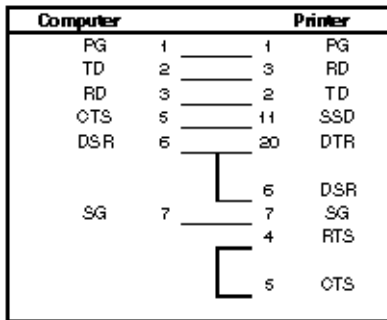 Computer Printer
PG 1 1 PG
TD 2 3 RD
RD 3 2 TD
CTS 5 11 SSD
DSR 6 20 DTR
6 DSR
SG 7 7 SG
4 RTS
5 CTS